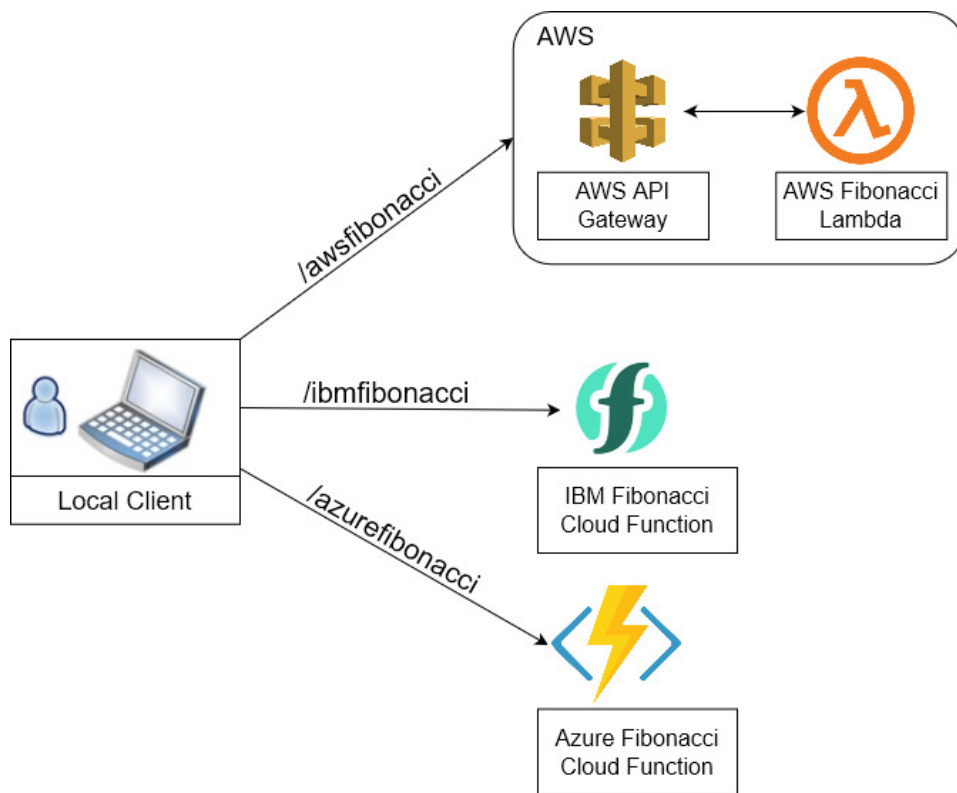 AWS
AWS API
Gateway
AWS Fibonacci
Lambda
/awsfibonacci
/ibmfibonacci
Local Client
IBM Fibonacci
Cloud Function
/azurefibonacci
Azure Fibonacci
Cloud Function